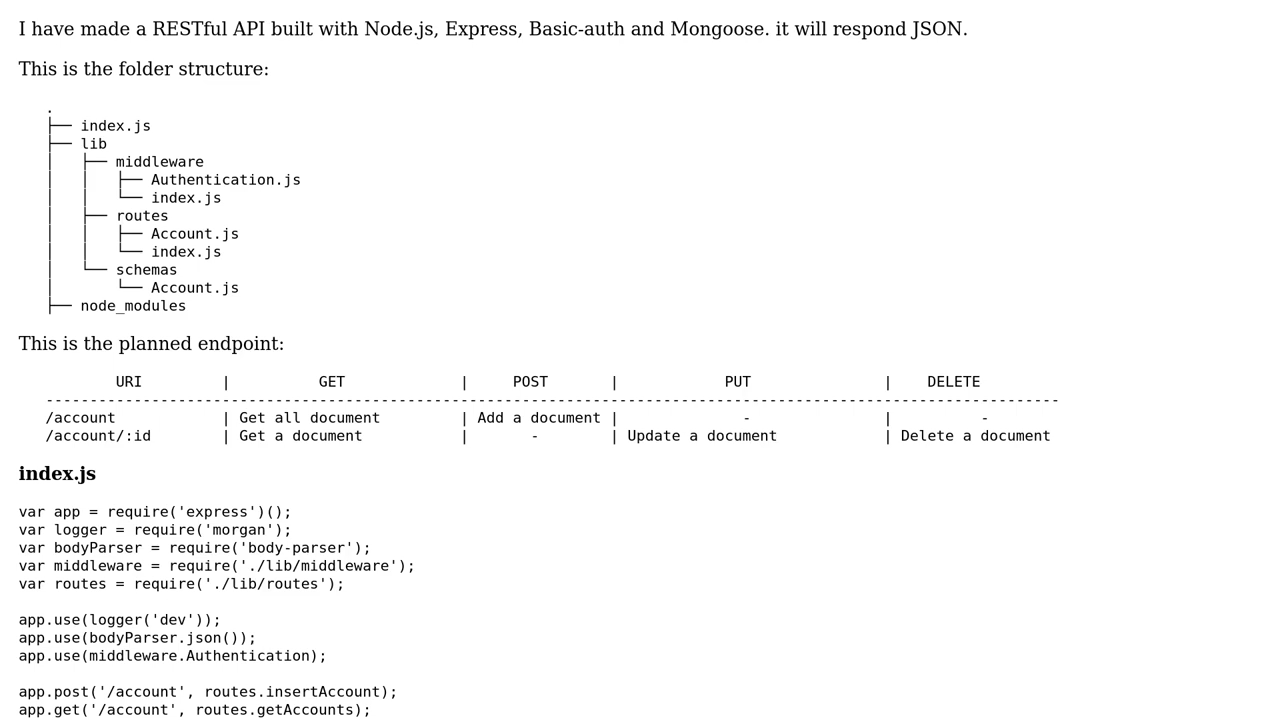 I have made a RESTful API built with Node.js, Express, Basic-auth and Mongoose. it will respond JSON.
This is the folder structure:
.
├── index.js
├── lib
│   ├── middleware
│   │   ├── Authentication.js
│   │   └── index.js
│   ├── routes
│   │   ├── Account.js
│   │   └── index.js
│   └── schemas
│       └── Account.js
├── node_modules
This is the planned endpoint:
        URI         |          GET             |     POST       |            PUT               |    DELETE
-------------------------------------------------------------------------------------------------------------------
/account            | Get all document         | Add a document |              -               |          -
/account/:id        | Get a document           |       -        | Update a document            | Delete a document
index.js
var app = require('express')();
var logger = require('morgan');
var bodyParser = require('body-parser');
var middleware = require('./lib/middleware');
var routes = require('./lib/routes');
app.use(logger('dev'));
app.use(bodyParser.json());
app.use(middleware.Authentication);
app.post('/account', routes.insertAccount);
app.get('/account', routes.getAccounts);